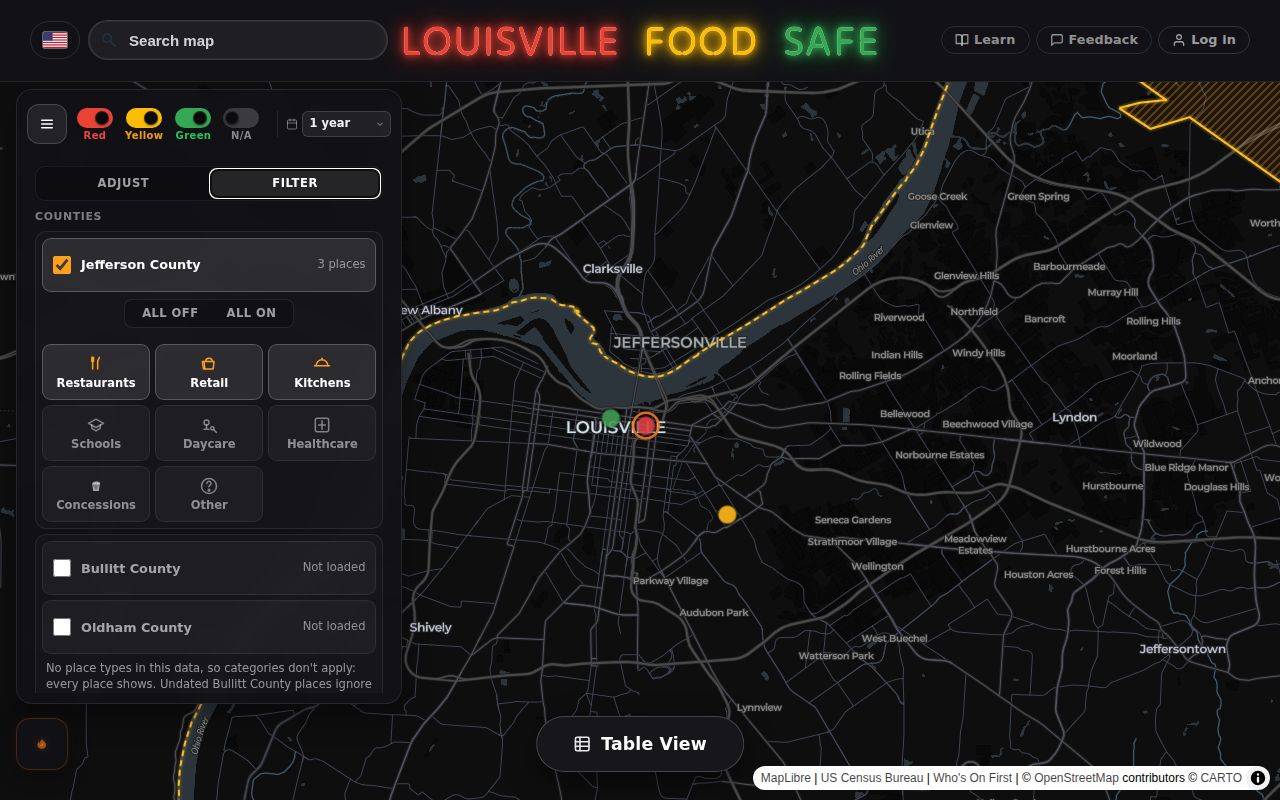 Search map
LOUISVILLE FOOD SAFE
Learn
Feedback
Log In
Red
Yellow
Green
N/A
1 year
ADJUST
FILTER
COUNTIES
Jefferson County
3 places
ALL OFF
ALL ON
Restaurants
Retail
Kitchens
Schools
Daycare
Healthcare
Concessions
Other
Bullitt County
Not loaded
Oldham County
Not loaded
No place types in this data, so categories don't apply:
every place shows. Undated Bullitt County places ignore
Utica
Goose Creek
Green Spring
Glenview
Worth
Ohio River
Clarksville
Glenview Hills
Barbourmeade
wn
Murray Hill
ew Albany
Riverwood
Northfield
Bancroft
Rolling Hills
JEFFERSONVILLE
Indian Hills
Windy Hills
Moorland
Rolling Fields
Anchor
Bellewood
Beechwood Village
Lyndon
LOUISVILLE
Wildwood
Norbourne Estates
Blue Ridge Manor
Hurstbourne
Douglass Hills
Seneca Gardens
Strathmoor Village
Meadowview
Estates
Hurstbourne Acres
Wellington
Houston Acres
Forest Hills
Parkway Village
Audubon Park
Shively
West Buechel
Watterson Park
Jeffersontown
Lynnview
Ohio River
Table View
MapLibre | US Census Bureau | Who's On First | © OpenStreetMap contributors © CARTO